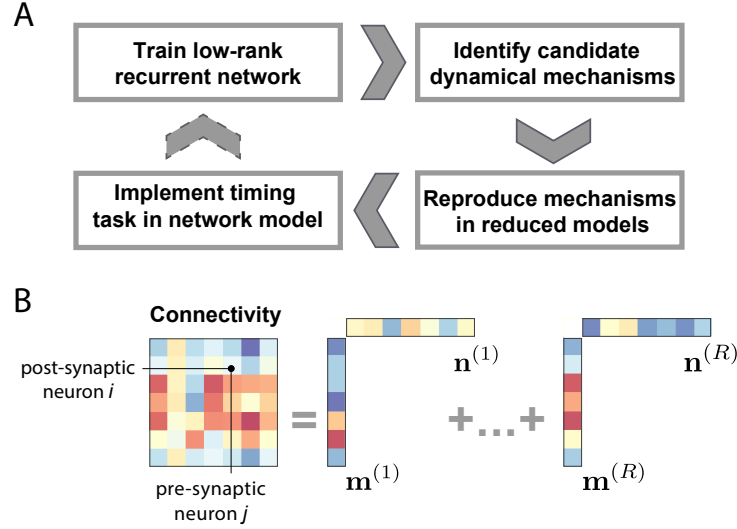 A
Train low-rank
recurrent network
Identify candidate
dynamical mechanisms
Implement timing
task in network model
Reproduce mechanisms
in reduced models
B
Connectivity
post-synaptic
neuron i
pre-synaptic
neuron j
=
n^(1)
m^(1)
+...+
n^(R)
m^(R)